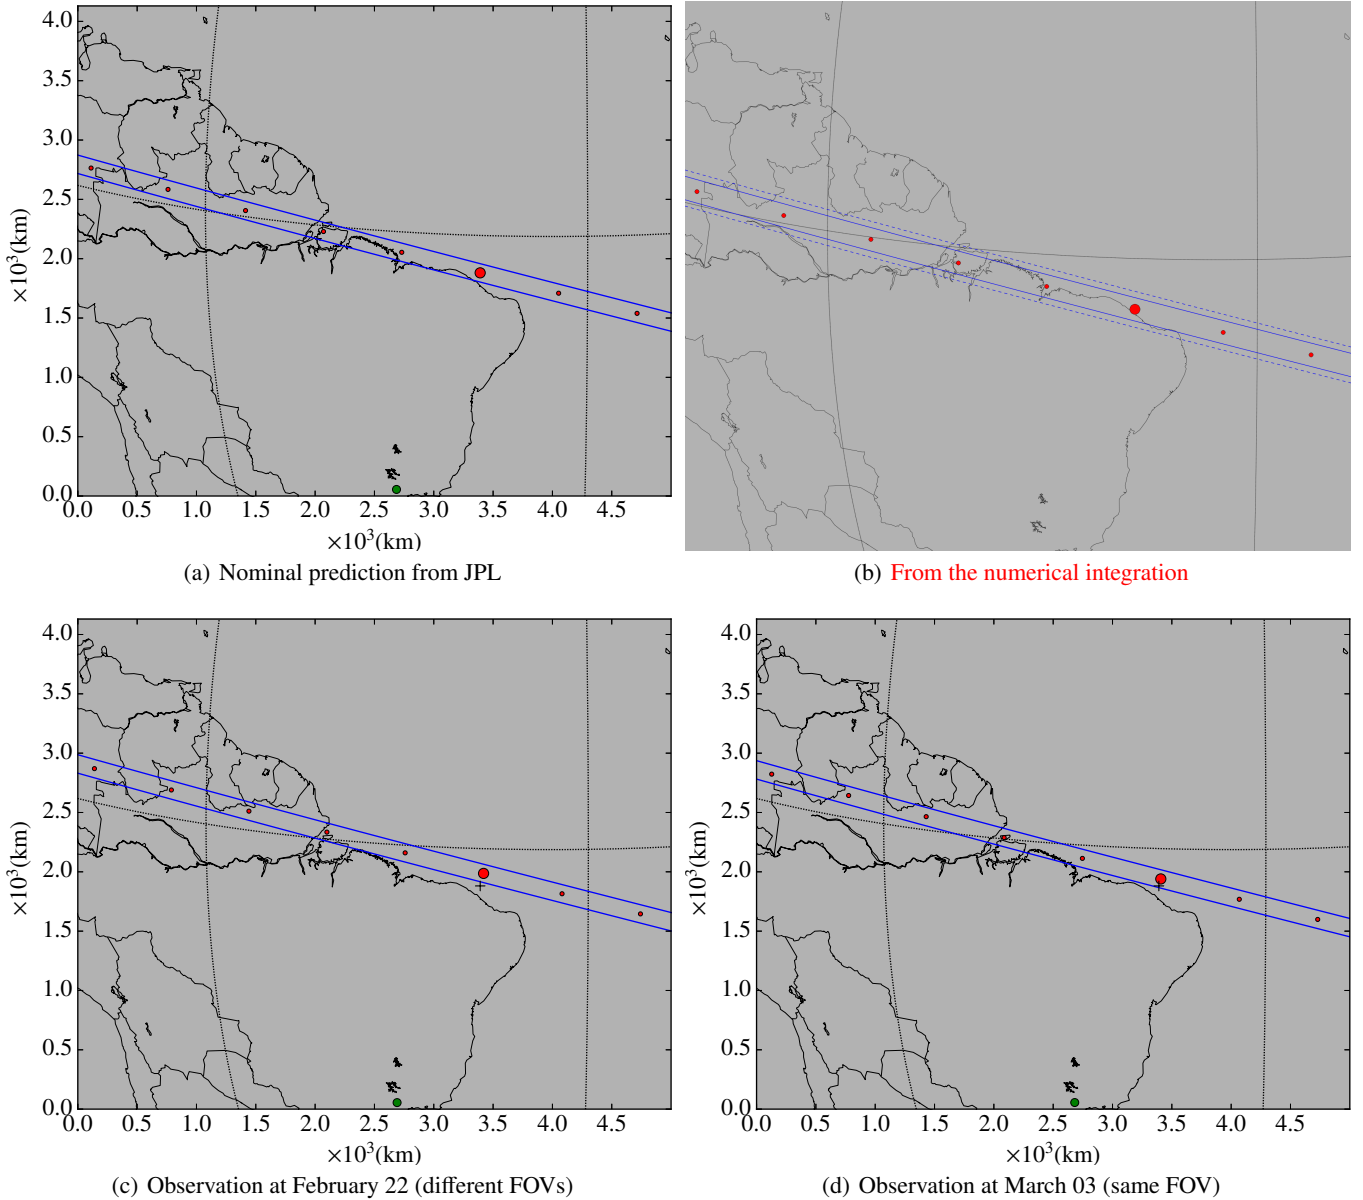 4.0
3.5
3.0
2.5
2.0
1.5
1.0
0.5
0.0
×10³(km)
0.0 0.5 1.0 1.5 2.0 2.5 3.0 3.5 4.0 4.5
×10³(km)
(a) Nominal prediction from JPL
(b) From the numerical integration
4.0
3.5
3.0
2.5
2.0
1.5
1.0
0.5
0.0
×10³(km)
0.0 0.5 1.0 1.5 2.0 2.5 3.0 3.5 4.0 4.5
×10³(km)
(c) Observation at February 22 (different FOVs)
4.0
3.5
3.0
2.5
2.0
1.5
1.0
0.5
0.0
×10³(km)
0.0 0.5 1.0 1.5 2.0 2.5 3.0 3.5 4.0 4.5
×10³(km)
(d) Observation at March 03 (same FOV)